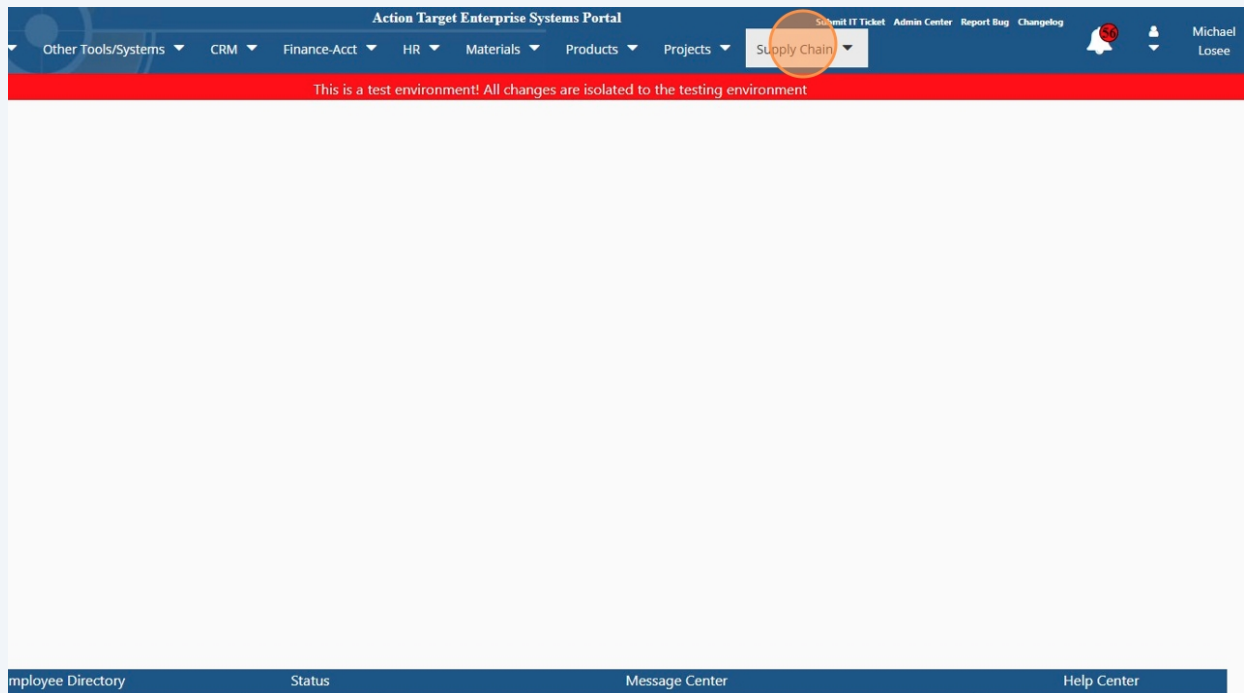 Action Target Enterprise Systems Portal
Submit IT Ticket Admin Center Report Bug Changelog
Other Tools/Systems CRM Finance-Acct HR Materials Products Projects Supply Chain
56
Michael
Losee
This is a test environment! All changes are isolated to the testing environment
mployee Directory Status Message Center Help Center